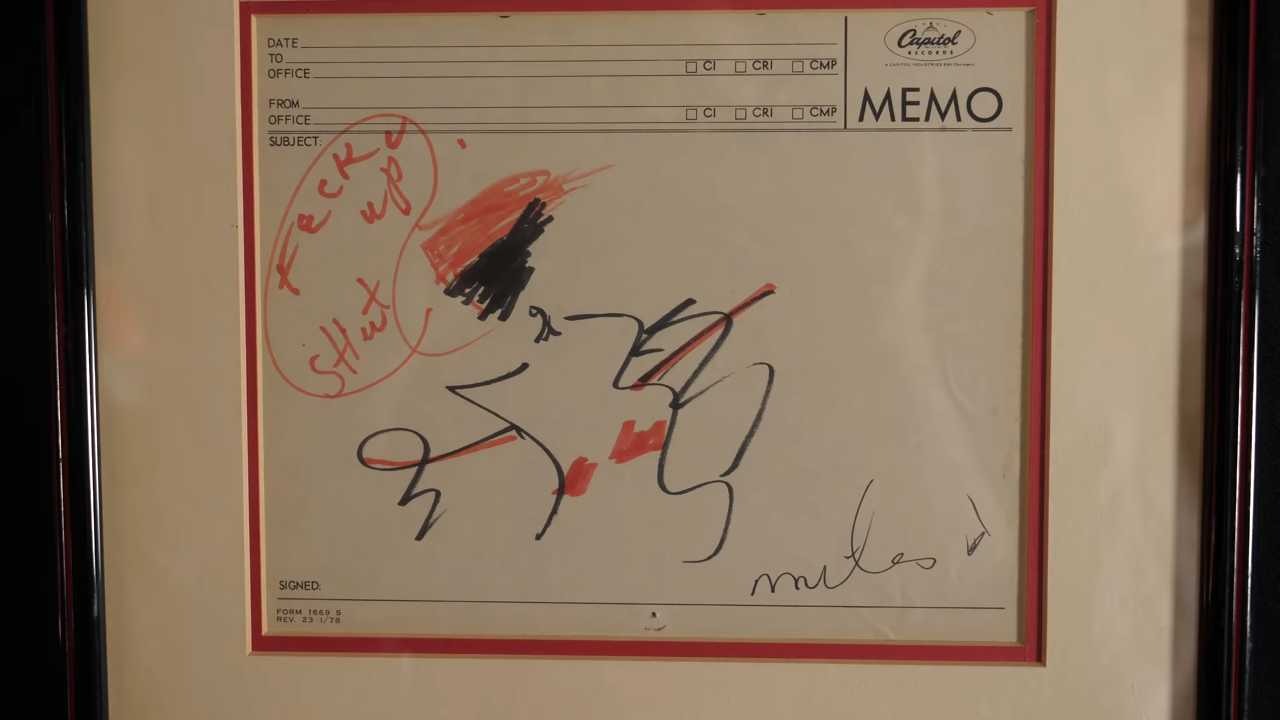 DATE
TO
OFFICE
CI CRI CMP
FROM
OFFICE
CI CRI CMP
SUBJECT:
Capitol
RECORDS
A CAPITOL INDUSTRIES EMI Company
MEMO
SHut
up
miles d
SIGNED:
FORM 1669 S
REV. 23 1/78